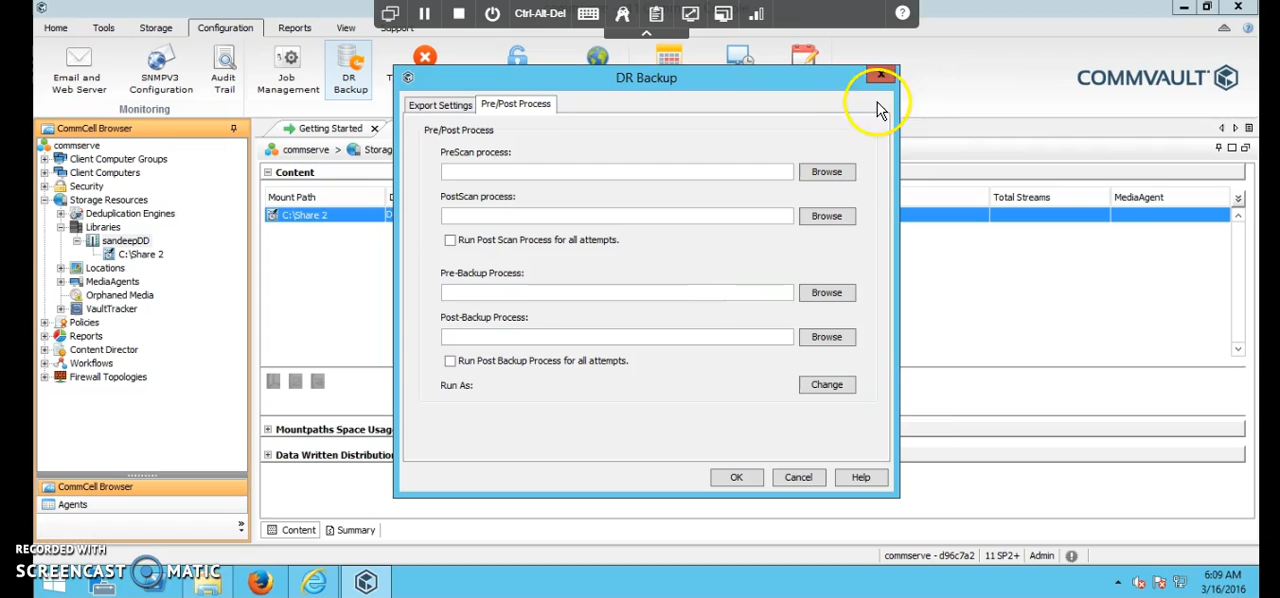 Ctrl-Alt-Del
Home Tools Storage Configuration Reports View Support
Email and Web Server
SNMPV3 Configuration
Audit Trail
Job Management
DR Backup
Monitoring
COMMVAULT
DR Backup
CommCell Browser
commserve
Client Computer Groups
Client Computers
Security
Storage Resources
Deduplication Engines
Libraries
sandeepDD
C:\Share 2
Locations
MediaAgents
Orphaned Media
VaultTracker
Policies
Reports
Content Director
Workflows
Firewall Topologies
CommCell Browser
Agents
Getting Started
commserve >
Content
Mount Path
C:\Share 2
Total Streams MediaAgent
Mountpaths Space Usag
Data Written Distribution
Content Summary
Export Settings Pre/Post Process
Pre/Post Process
PreScan process:
Browse
PostScan process:
Browse
Run Post Scan Process for all attempts.
Pre-Backup Process:
Browse
Post-Backup Process:
Browse
Run Post Backup Process for all attempts.
Run As: Change
OK Cancel Help
commserve - d96c7a2 11 SP2+ Admin
RECORDED WITH
SCREENCAST MATIC
6:09 AM
3/16/2016